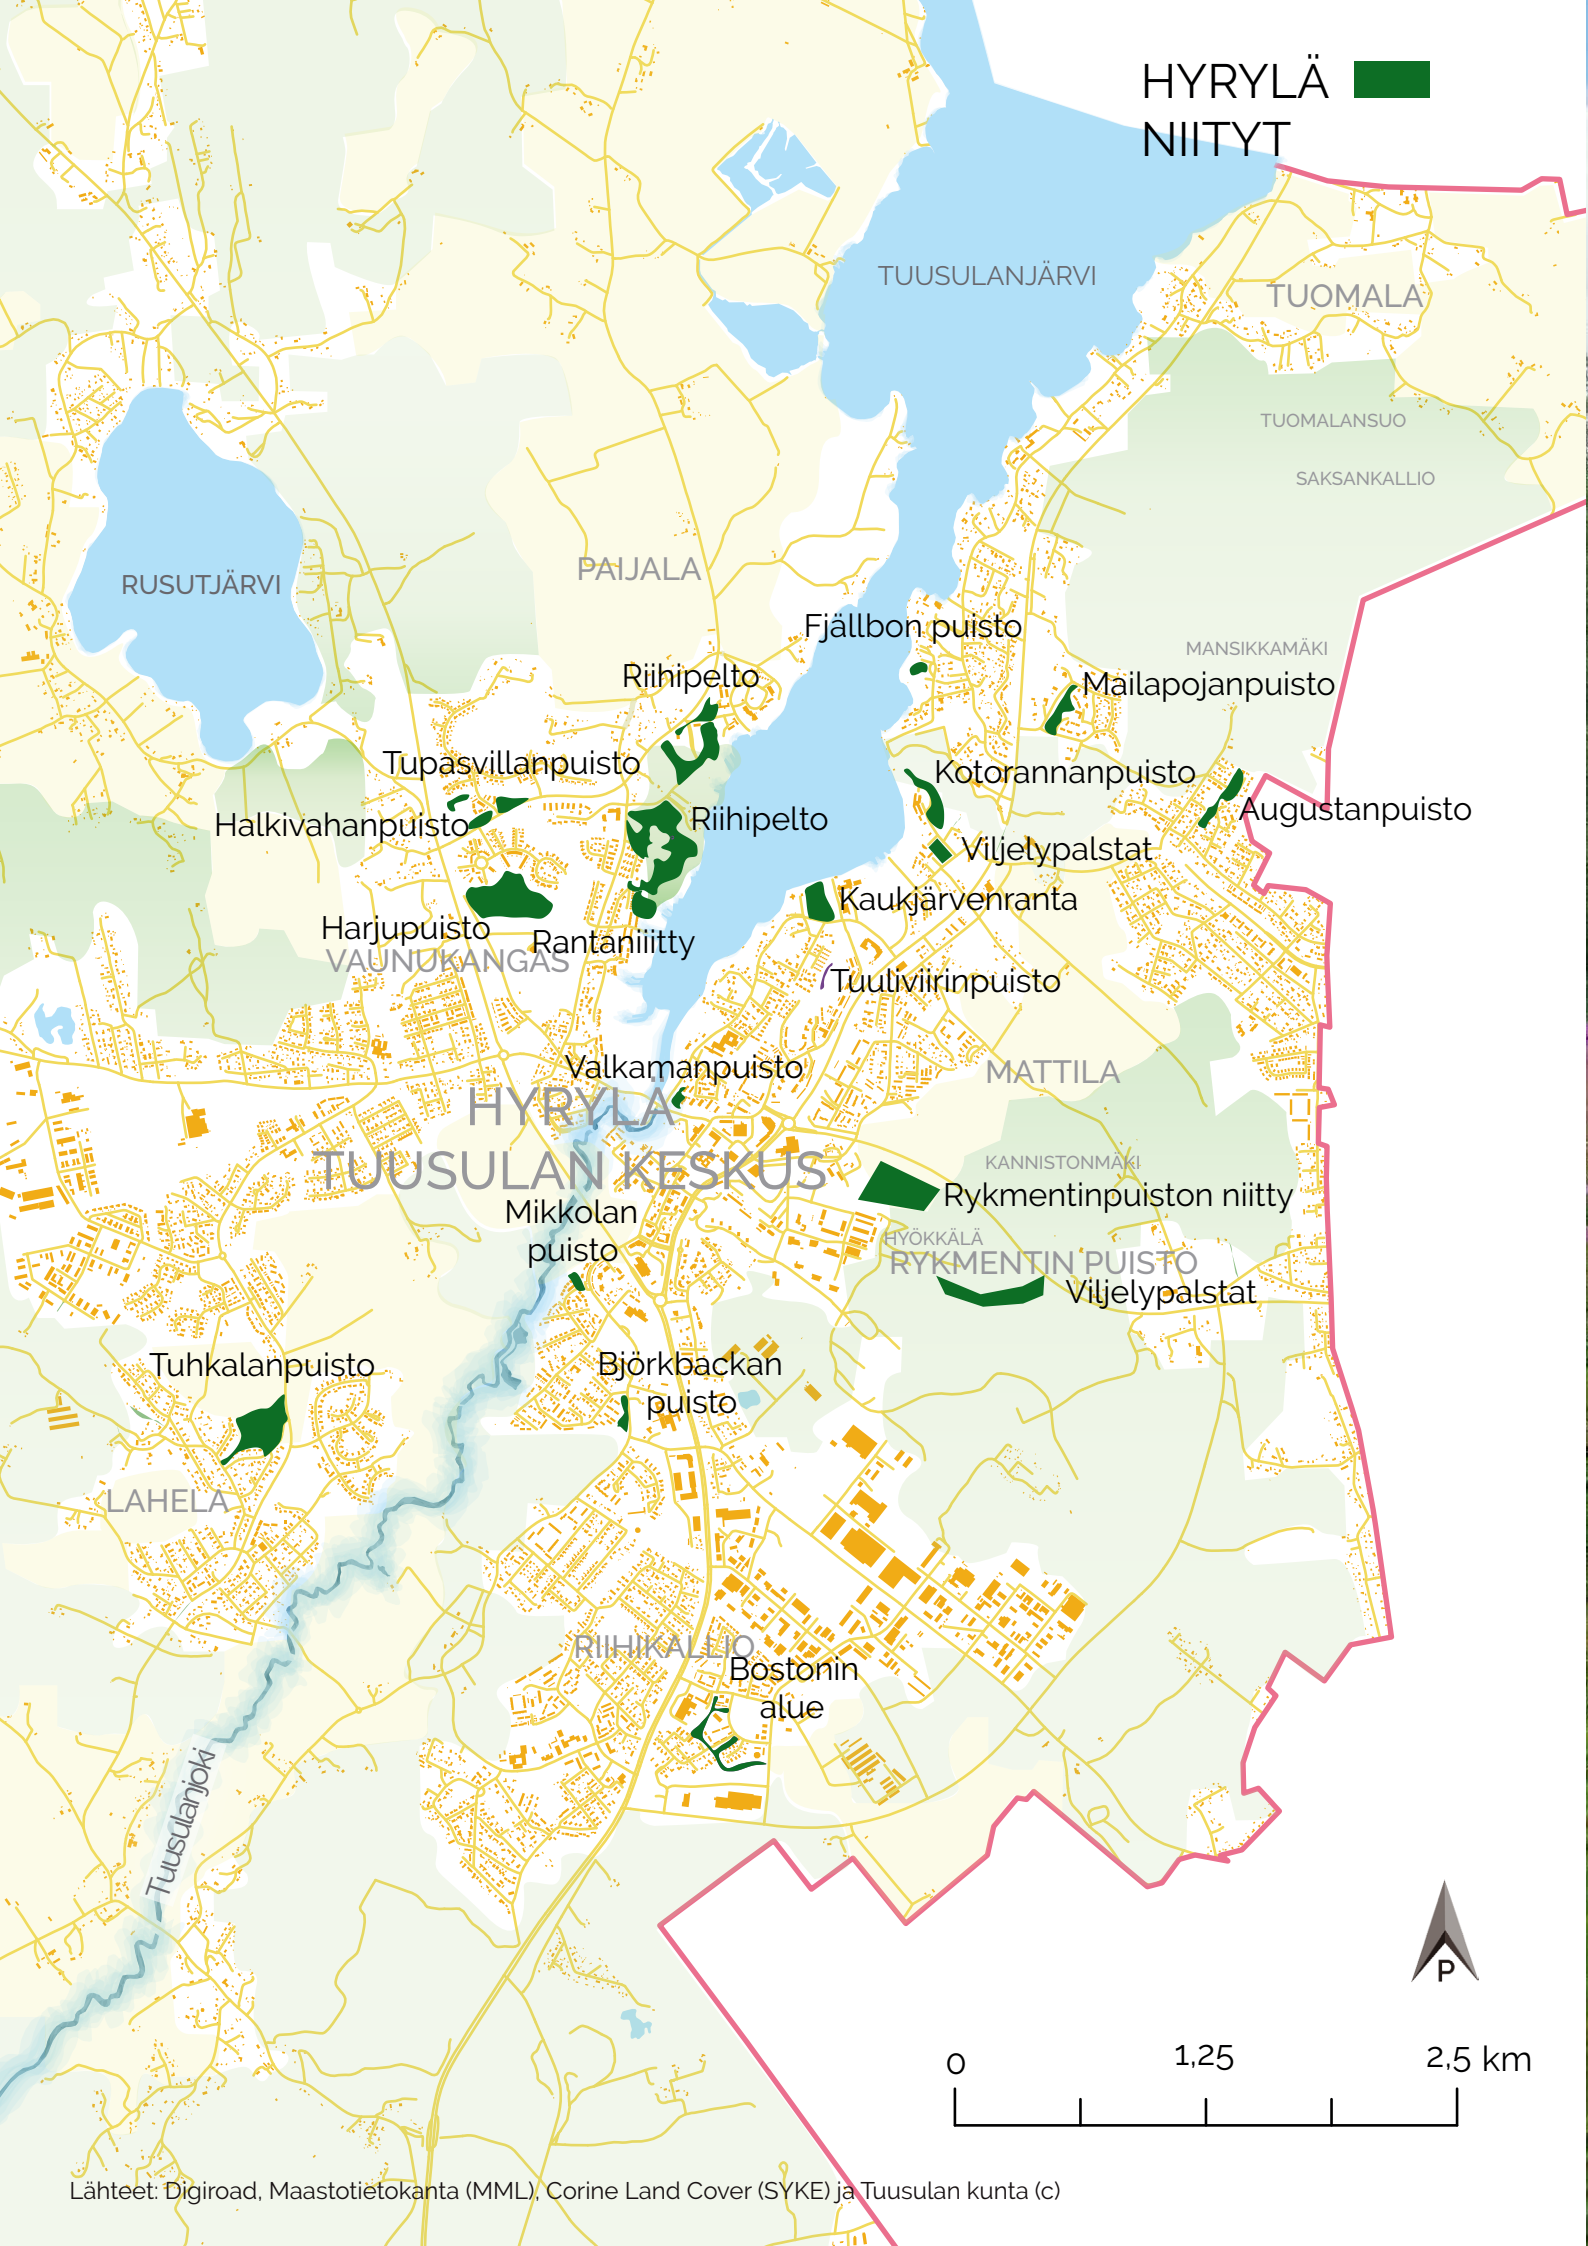 HYRYLÄ
NIITYT
TUUSULANJÄRVI
TUOMALA
TUOMALANSUO
SAKSANKALLIO
PAIJALA
RUSUTJÄRVI
Fjällbon puisto
MANSIKKAMÄKI
Riihipelto
Mailapojanpuisto
Tupasvillanpuisto
Kotorannanpuisto
Halkivahanpuisto
Riihipelto
Augustanpuisto
Viljelypalstat
Kaukjärvenranta
Harjupuisto
Rantaniiitty
VAUNUKANGAS
Tuuliviirinpuisto
Valkamanpuisto
MATTILA
HYRYLÄ
TUUSULAN KESKUS
KANNISTONMÄKI
Rykmentinpuiston niitty
Mikkolan
puisto
HYÖKKÄLÄ
RYKMENTIN PUISTO
Viljelypalstat
Tuhkalanpuisto
Björkbackan
puisto
LAHELA
RIIHIKALLIO
Bostonin
alue
Tuusulanjoki
P
0 1,25 2,5 km
Lähteet: Digiroad, Maastotietokanta (MML), Corine Land Cover (SYKE) ja Tuusulan kunta (c)